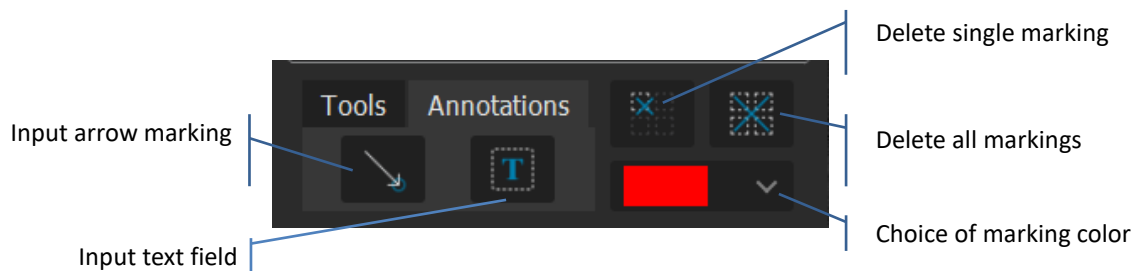 Delete single marking
Tools Annotations
Input arrow marking
Delete all markings
T
Choice of marking color
Input text field